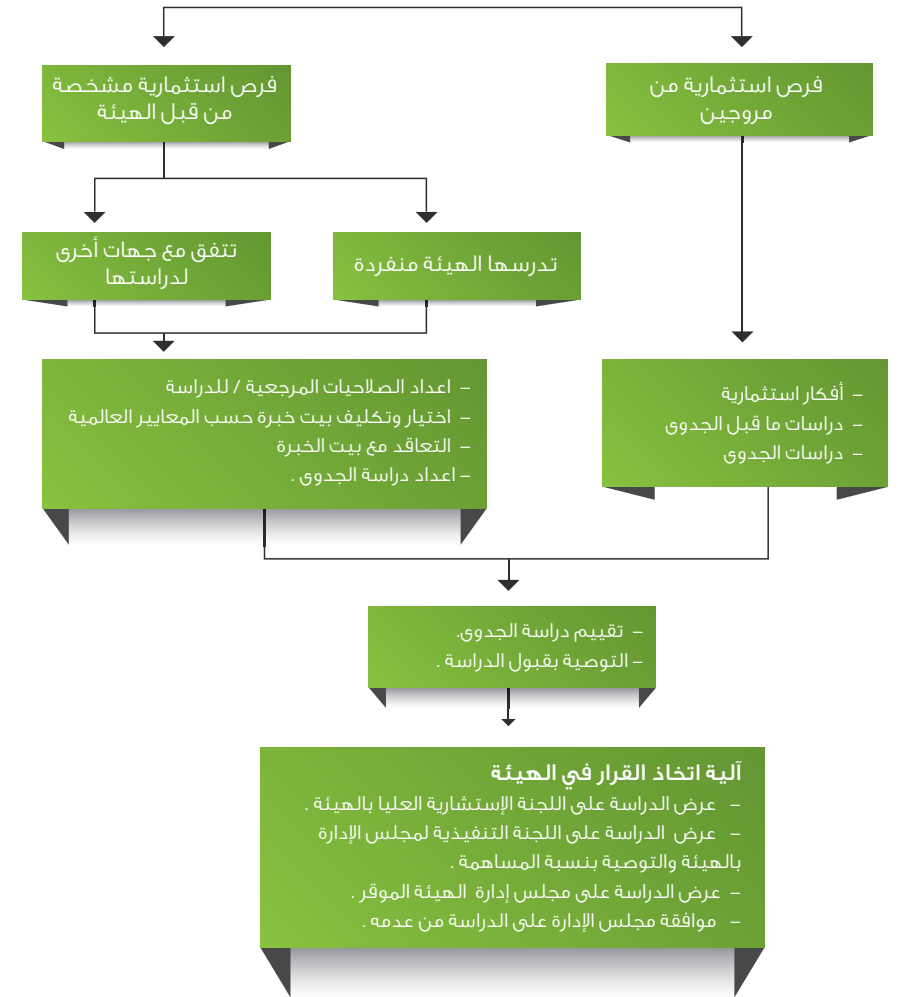 فرص استثمارية من
مروجين
فرص استثمارية مشخصة
من قبل الهيئة
تدرسها الهيئة منفردة
تتفق مع جهات أخرى
لدراستها
– أفكار استثمارية
– دراسات ما قبل الجدوى
– دراسات الجدوى
– اعداد الصلاحيات المرجعية / للدراسة
– اختيار وتكليف بيت خبرة حسب المعايير العالمية
– التعاقد مع بيت الخبرة
– اعداد دراسة الجدوى .
– تقييم دراسة الجدوى.
– التوصية بقبول الدراسة .
آلية اتخاذ القرار في الهيئة
– عرض الدراسة على اللجنة الإستشارية العليا بالهيئة .
– عرض الدراسة على اللجنة التنفيذية لمجلس الإدارة
بالهيئة والتوصية بنسبة المساهمة .
– عرض الدراسة على مجلس إدارة الهيئة الموقر .
– موافقة مجلس الإدارة على الدراسة من عدمه .